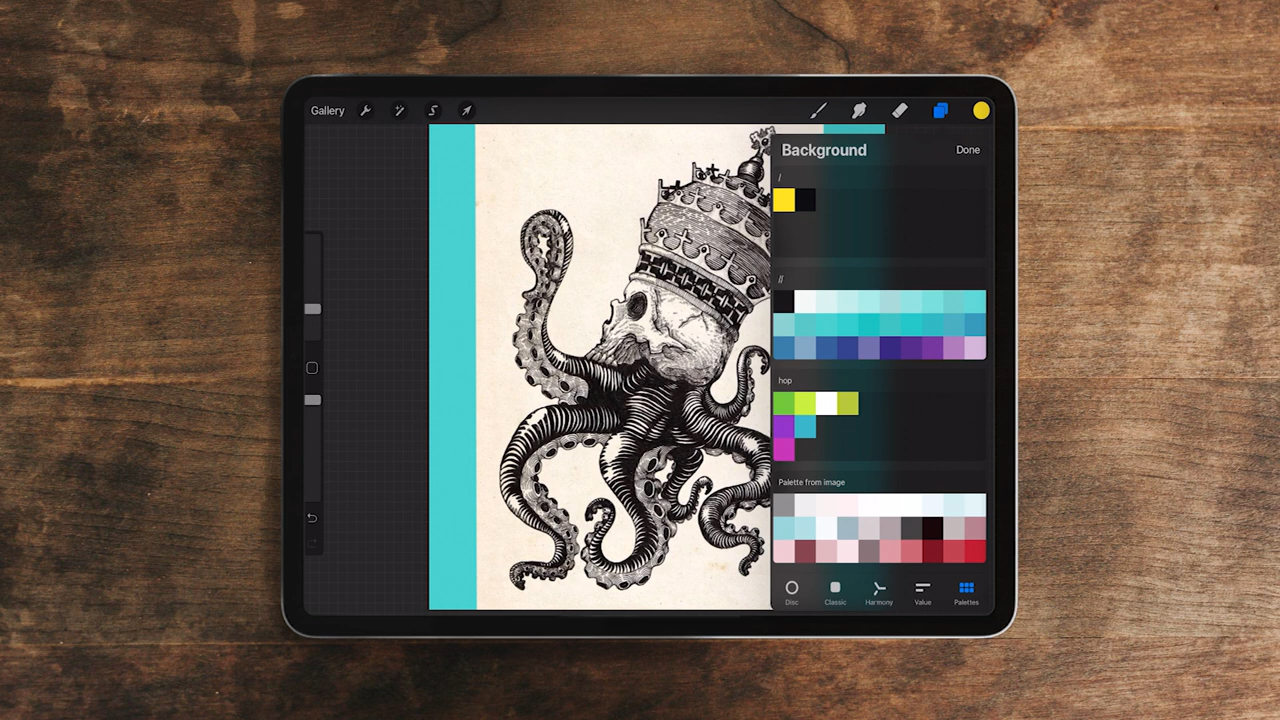 Gallery
Background
Done
/
//
hop
Palette from image
Disc
Classic
Harmony
Value
Palettes